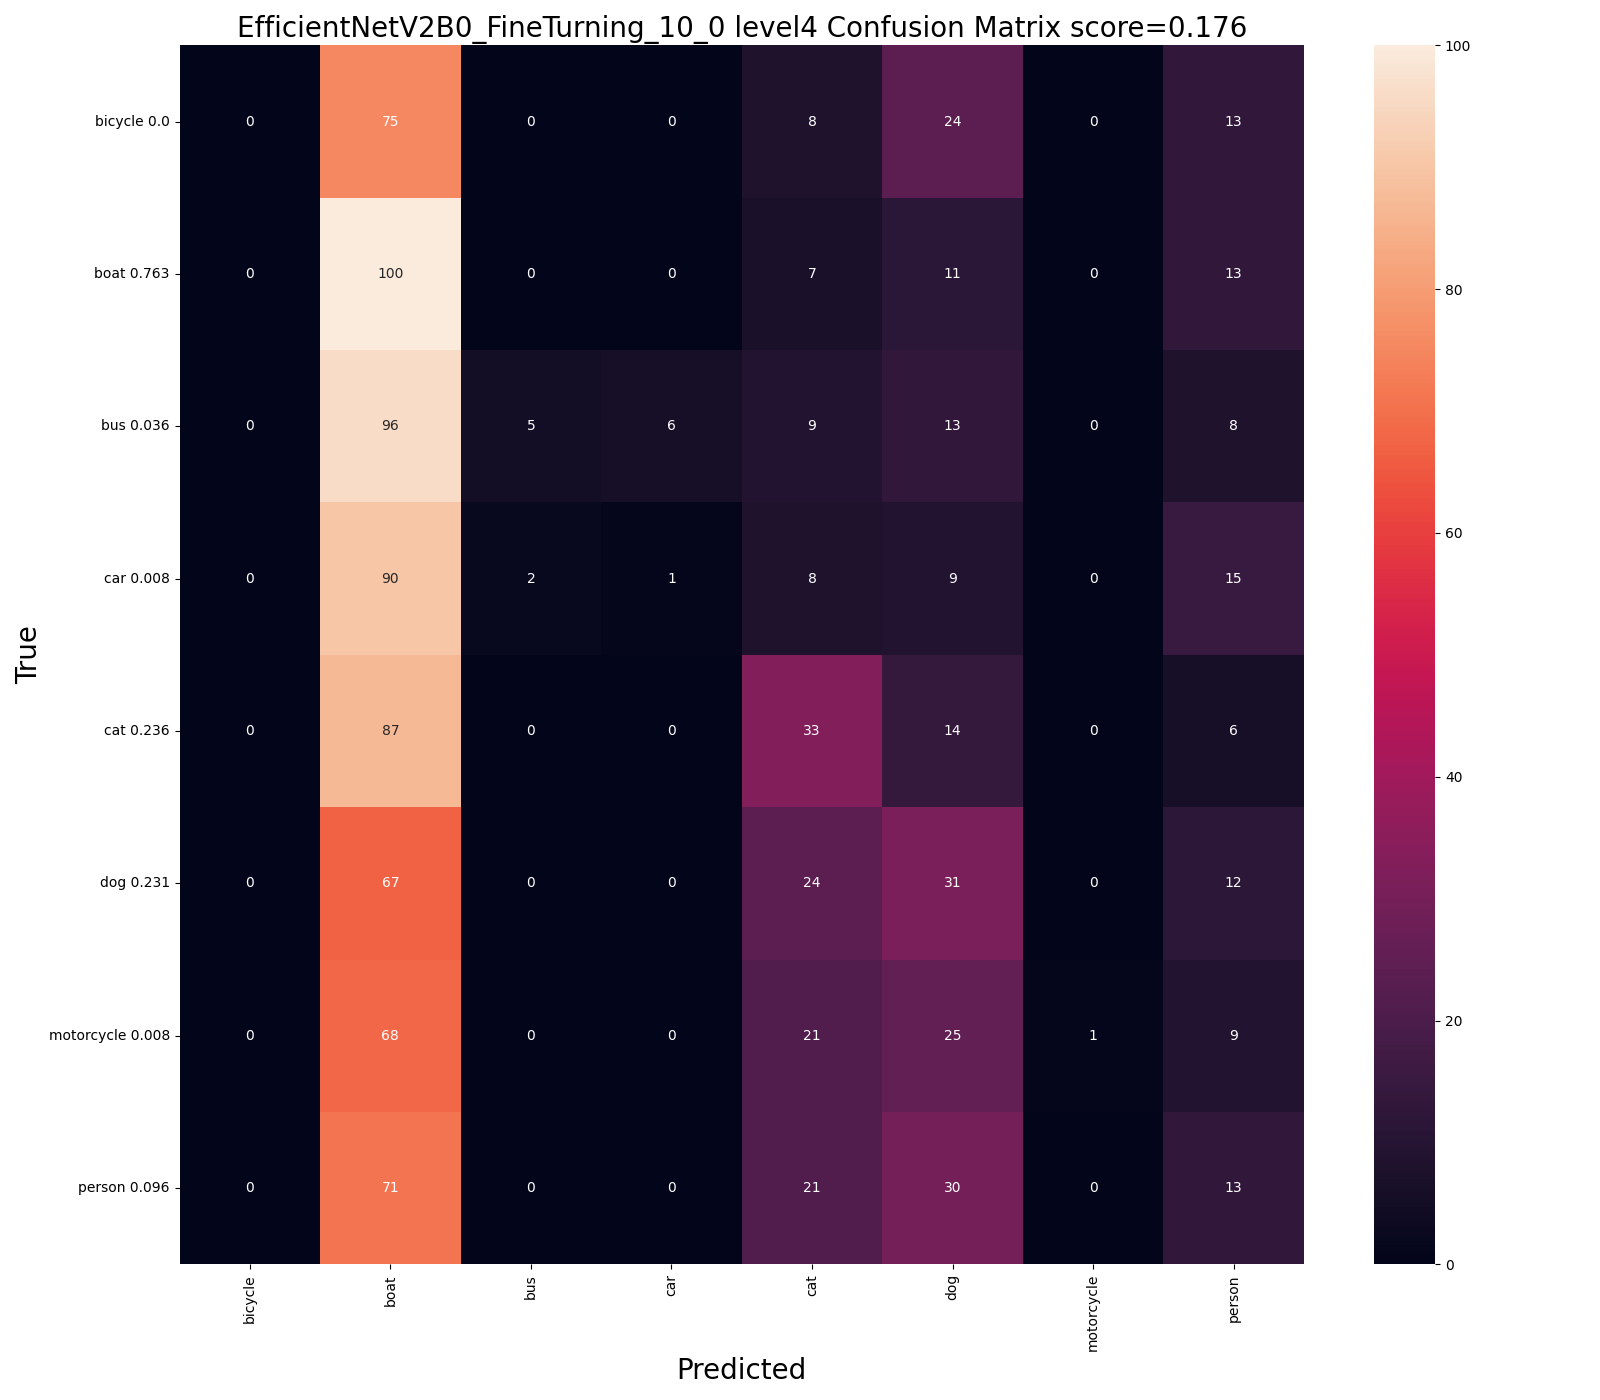 EfficientNetV2B0_FineTurning_10_0 level4 Confusion Matrix score=0.176
bicycle 0.0 0 75 0 0 8 24 0 13
boat 0.763 0 100 0 0 7 11 0 13
bus 0.036 0 96 5 6 9 13 0 8
car 0.008 0 90 2 1 8 9 0 15
cat 0.236 0 87 0 0 33 14 0 6
dog 0.231 0 67 0 0 24 31 0 12
motorcycle 0.008 0 68 0 0 21 25 1 9
person 0.096 0 71 0 0 21 30 0 13
True
bicycle boat bus car cat dog motorcycle person
Predicted
100
80
60
40
20
0